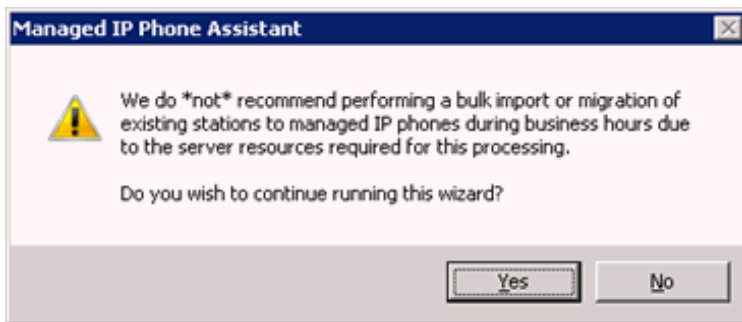 Managed IP Phone Assistant
We do *not* recommend performing a bulk import or migration of
existing stations to managed IP phones during business hours due
to the server resources required for this processing.
Do you wish to continue running this wizard?
Yes
No